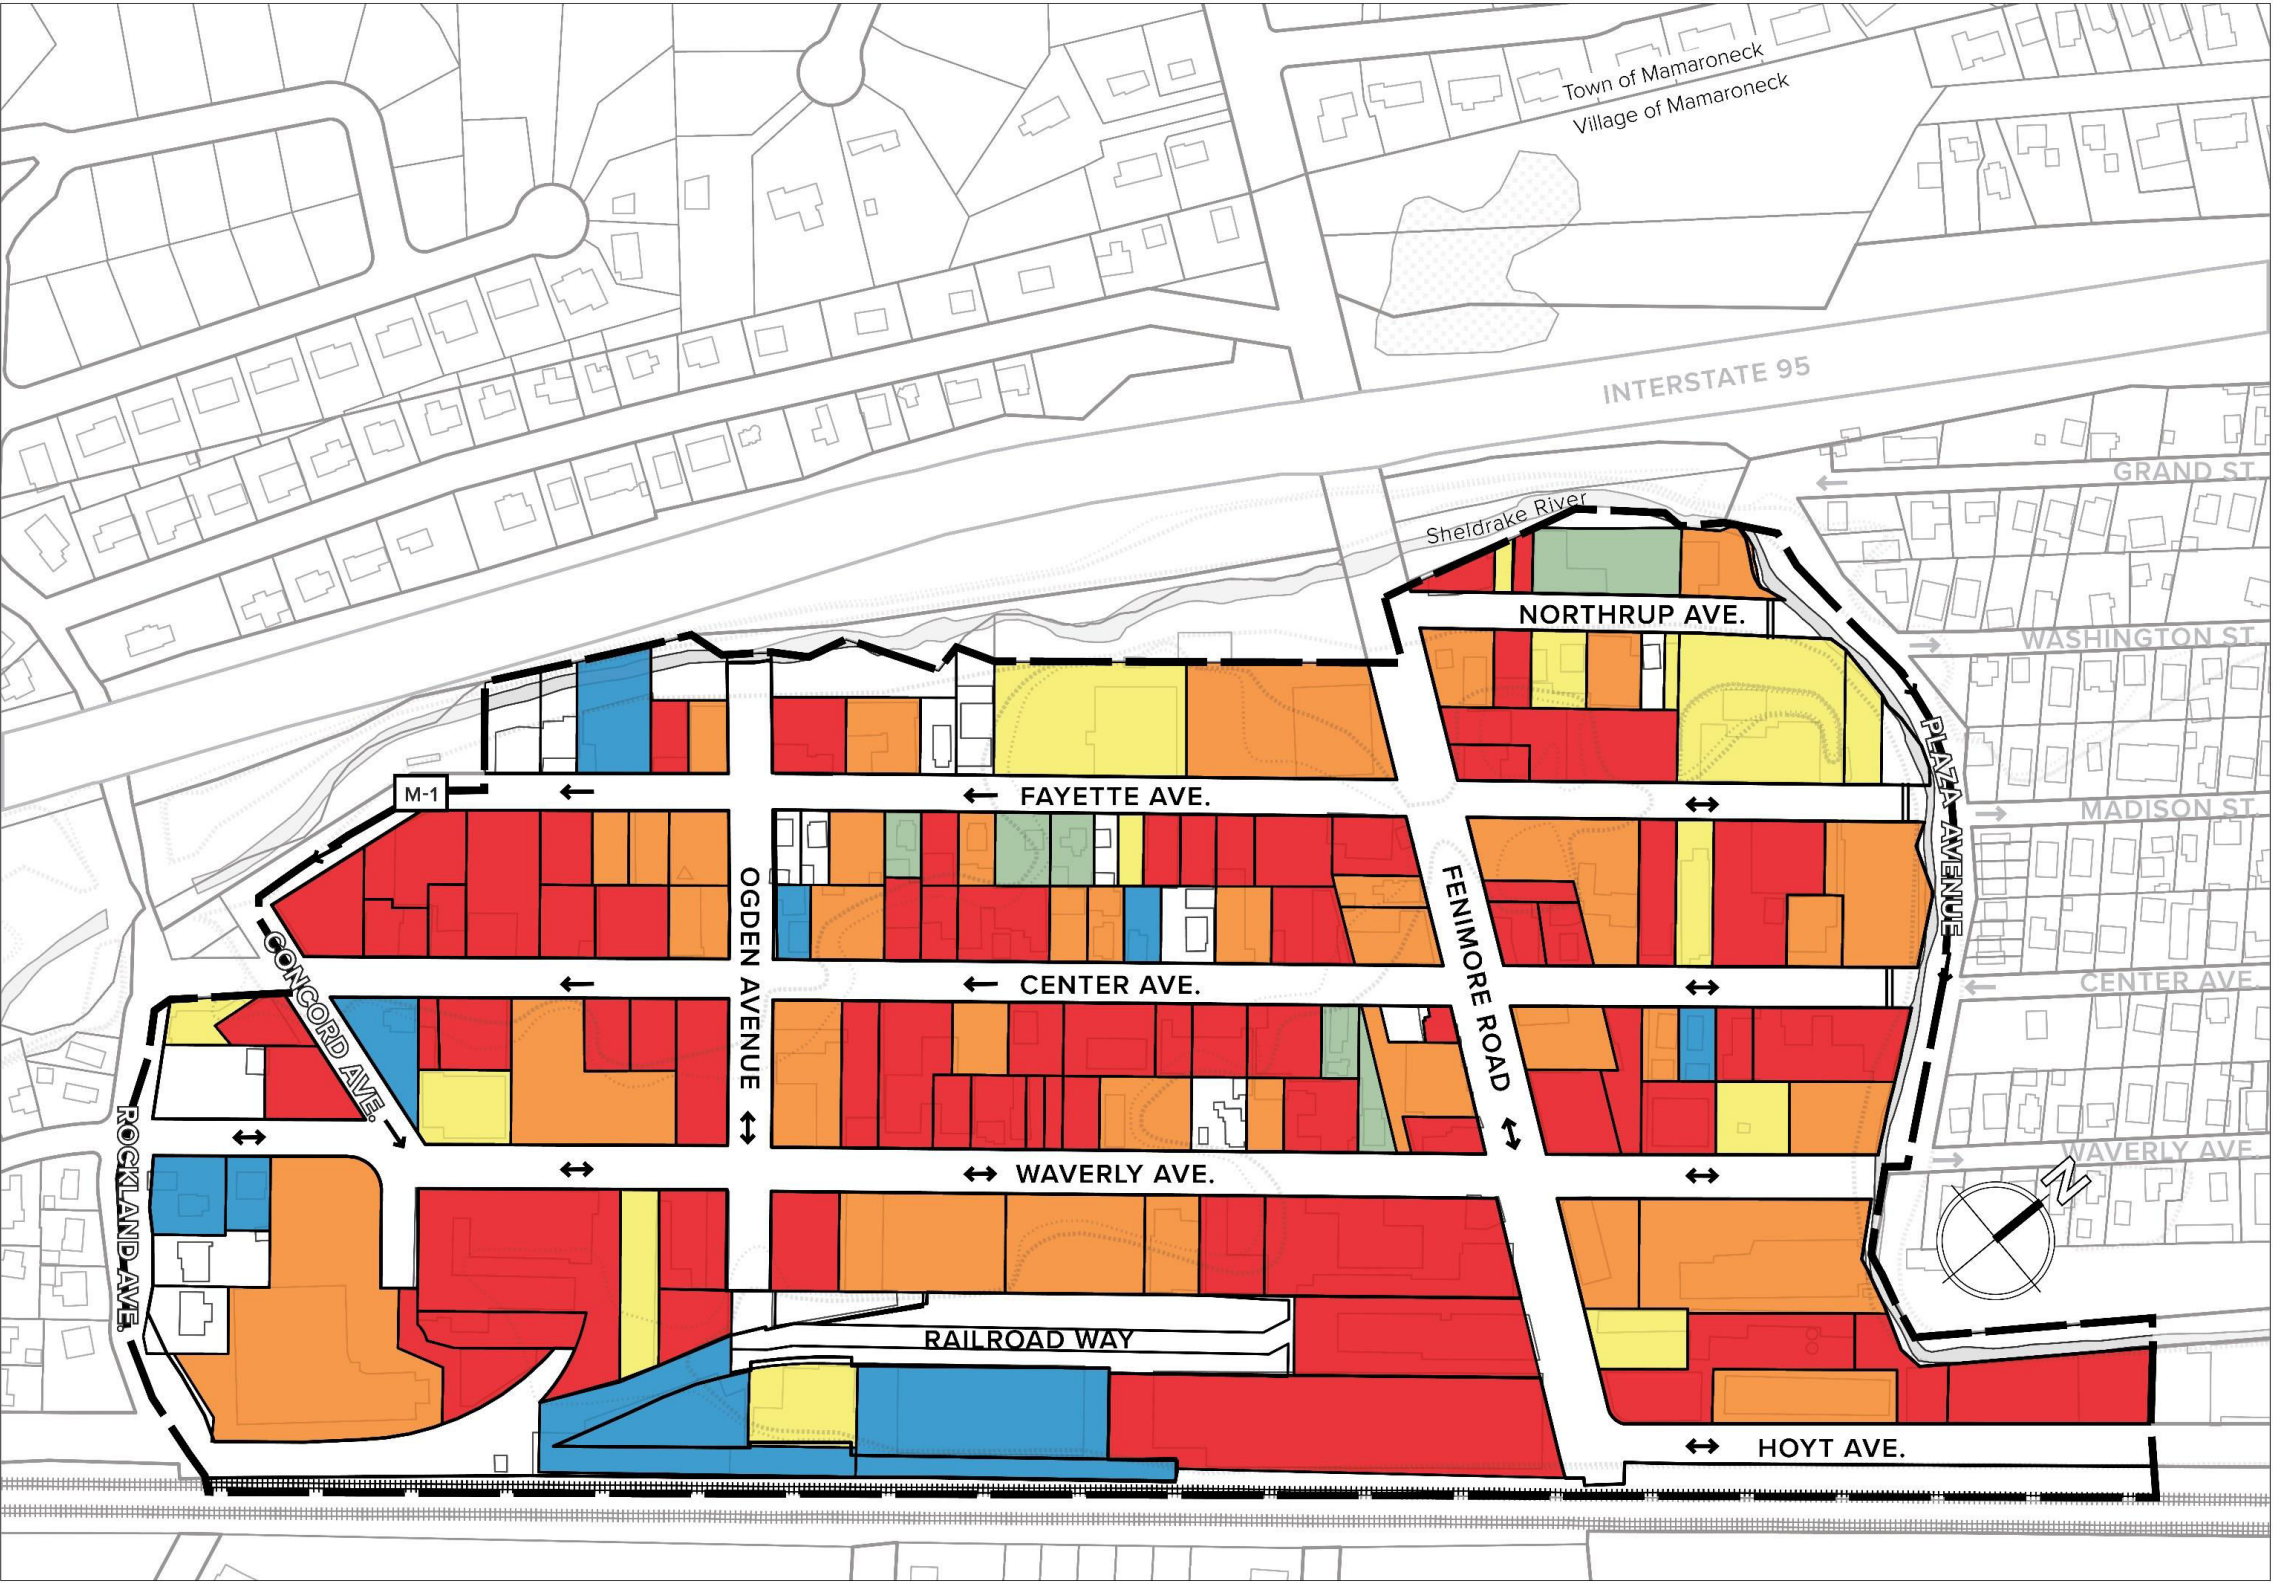 Town of Mamaroneck
Village of Mamaroneck
INTERSTATE 95
GRAND ST.
Sheldrake River
NORTHRUP AVE.
WASHINGTON ST.
PLAZA AVENUE
M-1
FAYETTE AVE.
MADISON ST.
OGDEN AVENUE
FENIMORE ROAD
CONCORD AVE.
CENTER AVE.
CENTER AVE.
ROCKLAND AVE.
WAVERLY AVE.
WAVERLY AVE.
N
RAILROAD WAY
HOYT AVE.